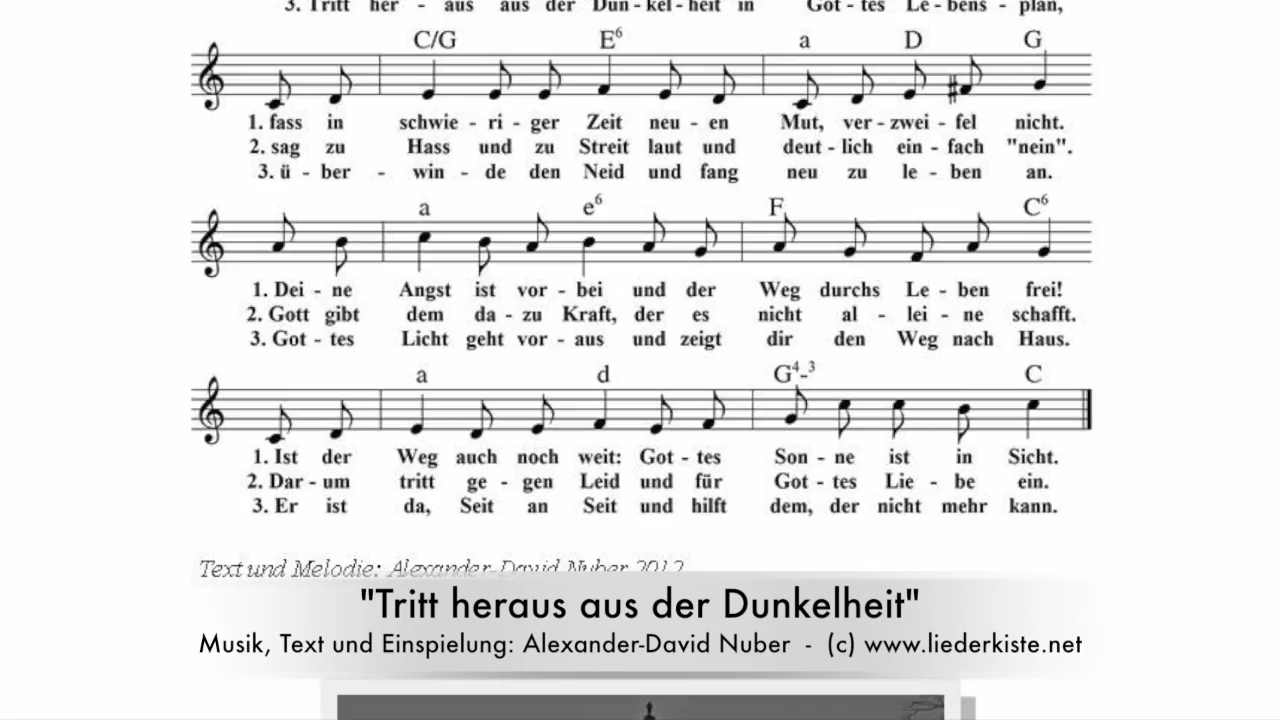 3. Tritt her - aus aus der Dun - kel - heit in Got - tes Le - bens - plan,
C/G E6 a D G
1. fass in schwie - ri - ger Zeit neu - en Mut, ver - zwei - fel nicht.
2. sag zu Hass und zu Streit laut und deut - lich ein - fach "nein".
3. ü - ber - win - de den Neid und fang neu zu le - ben an.
a e6 F C6
1. Dei - ne Angst ist vor - bei und der Weg durchs Le - ben frei!
2. Gott gibt dem da - zu Kraft, der es nicht al - lei - ne schafft.
3. Got - tes Licht geht vor - aus und zeigt dir den Weg nach Haus.
a d G4-3 C
1. Ist der Weg auch noch weit: Got - tes Son - ne ist in Sicht.
2. Dar - um tritt ge - gen Leid und für Got - tes Lie - be ein.
3. Er ist da, Seit an Seit und hilft dem, der nicht mehr kann.
Text und Melodie: Alexander-David Nuber 2012
"Tritt heraus aus der Dunkelheit"
Musik, Text und Einspielung: Alexander-David Nuber - (c) www.liederkiste.net